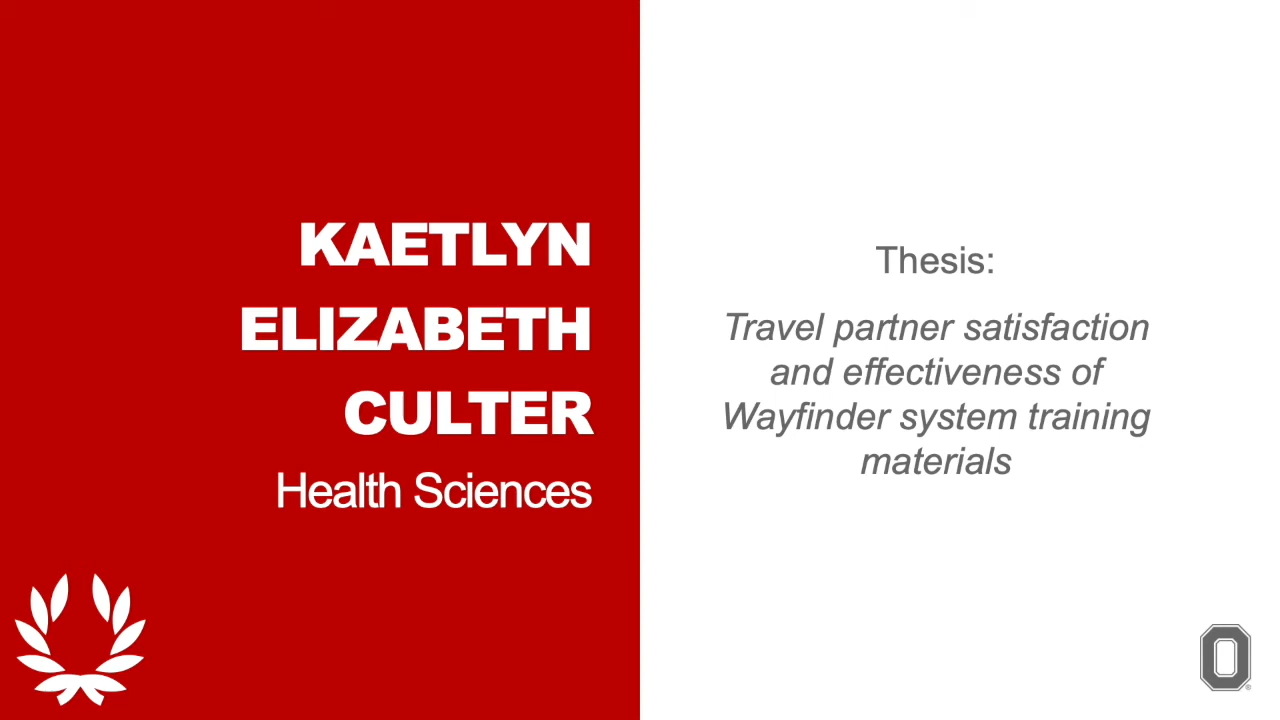 KAETLYN
ELIZABETH
CULTER
Health Sciences
Thesis:
Travel partner satisfaction
and effectiveness of
Wayfinder system training
materials